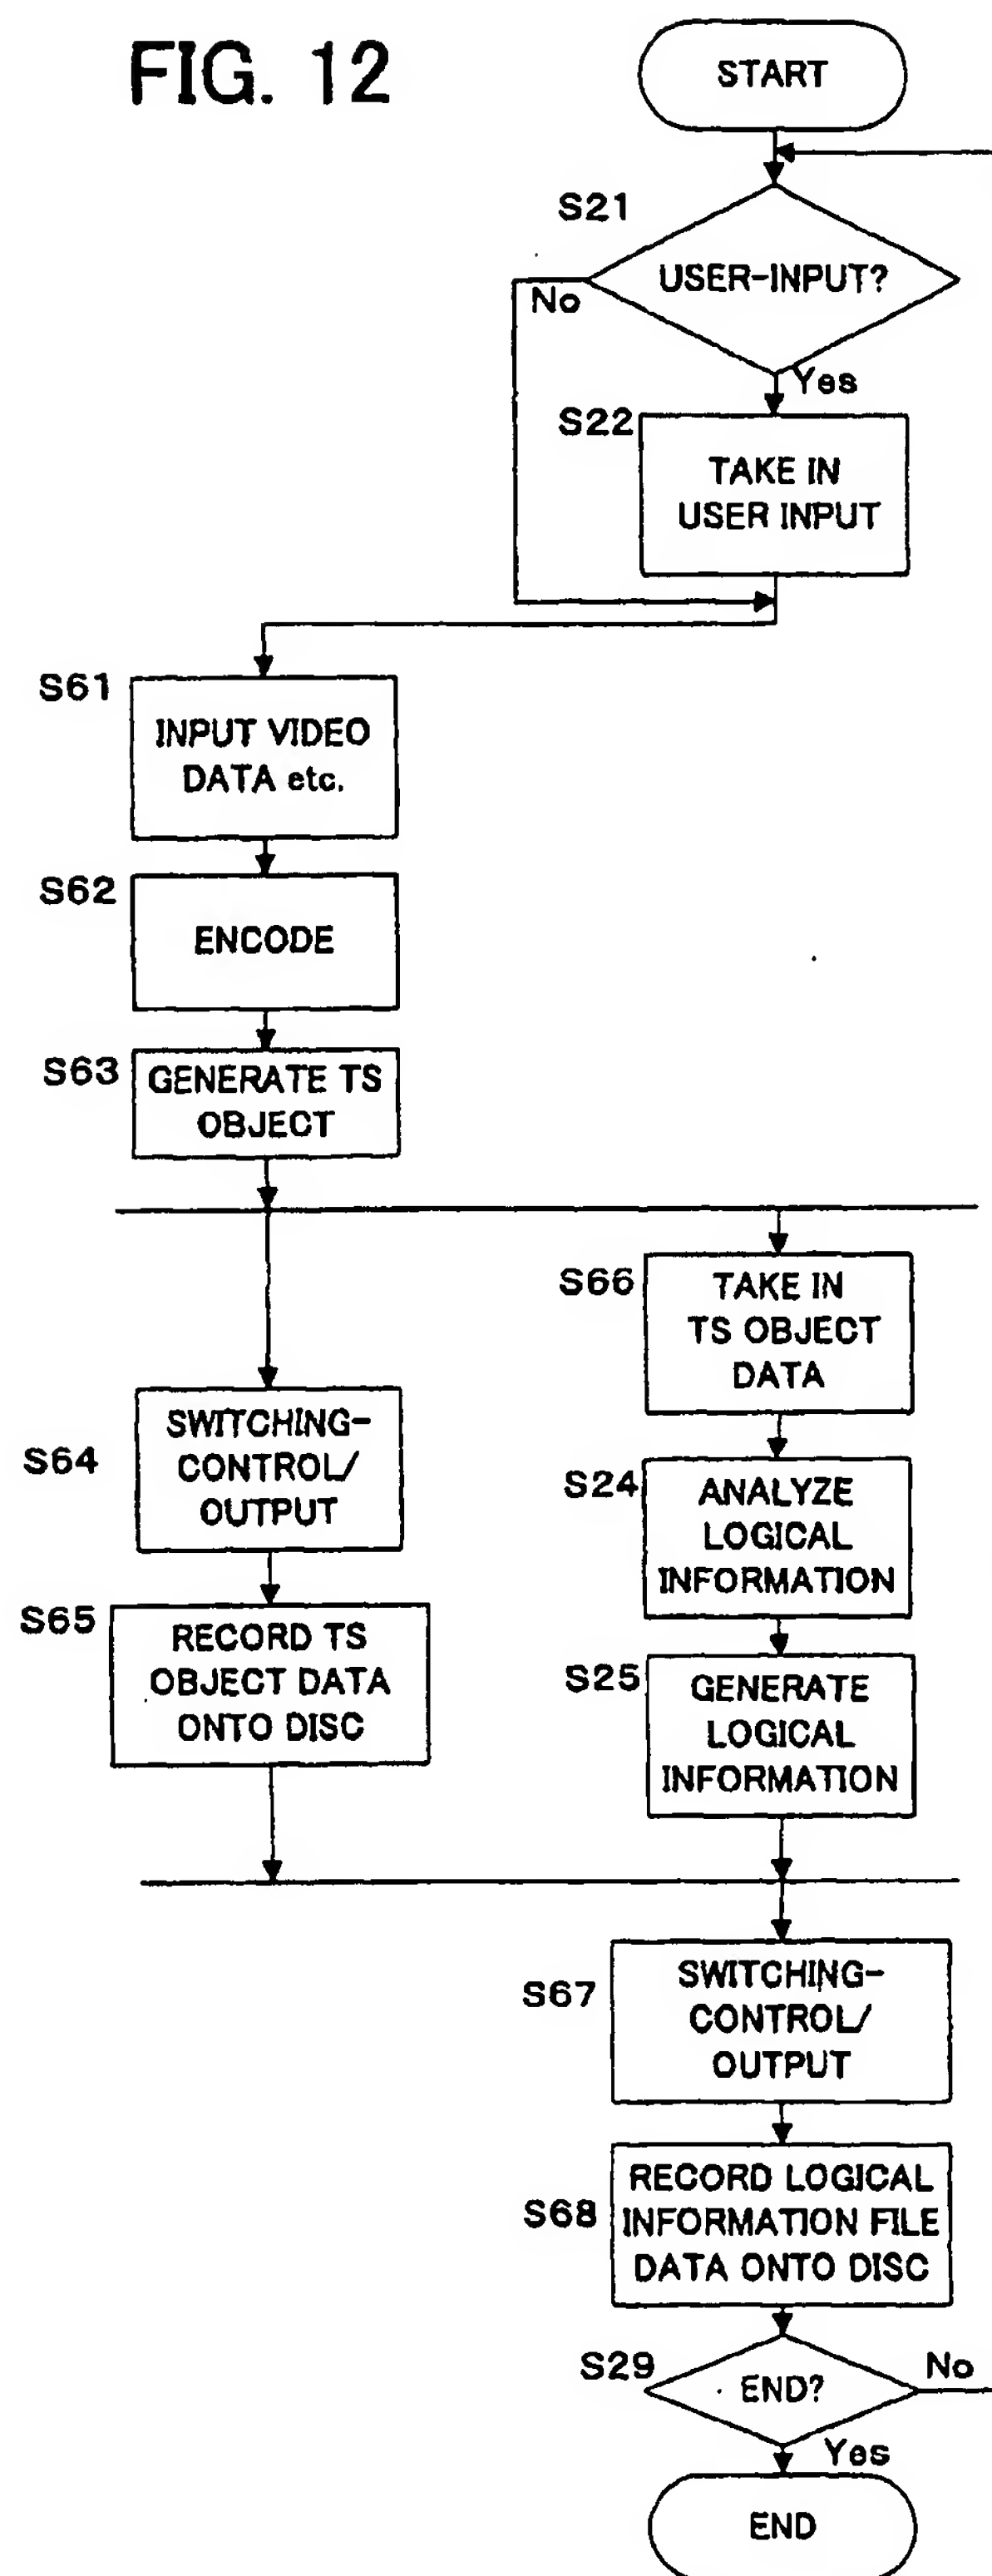 FIG. 12
START
S21
USER-INPUT?
No
Yes
S22
TAKE IN
USER INPUT
S61
INPUT VIDEO
DATA etc.
S62
ENCODE
S63
GENERATE TS
OBJECT
S64
SWITCHING-
CONTROL/
OUTPUT
S65
RECORD TS
OBJECT DATA
ONTO DISC
S66
TAKE IN
TS OBJECT
DATA
S24
ANALYZE
LOGICAL
INFORMATION
S25
GENERATE
LOGICAL
INFORMATION
S67
SWITCHING-
CONTROL/
OUTPUT
S68
RECORD LOGICAL
INFORMATION FILE
DATA ONTO DISC
S29
END?
No
Yes
END